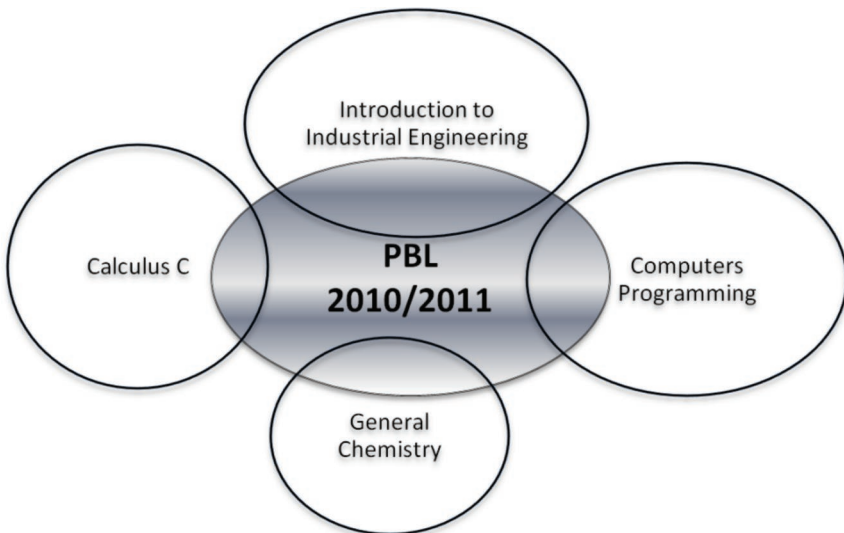 Introduction to
Industrial Engineering
PBL
2010/2011
Calculus C
Computers
Programming
General
Chemistry